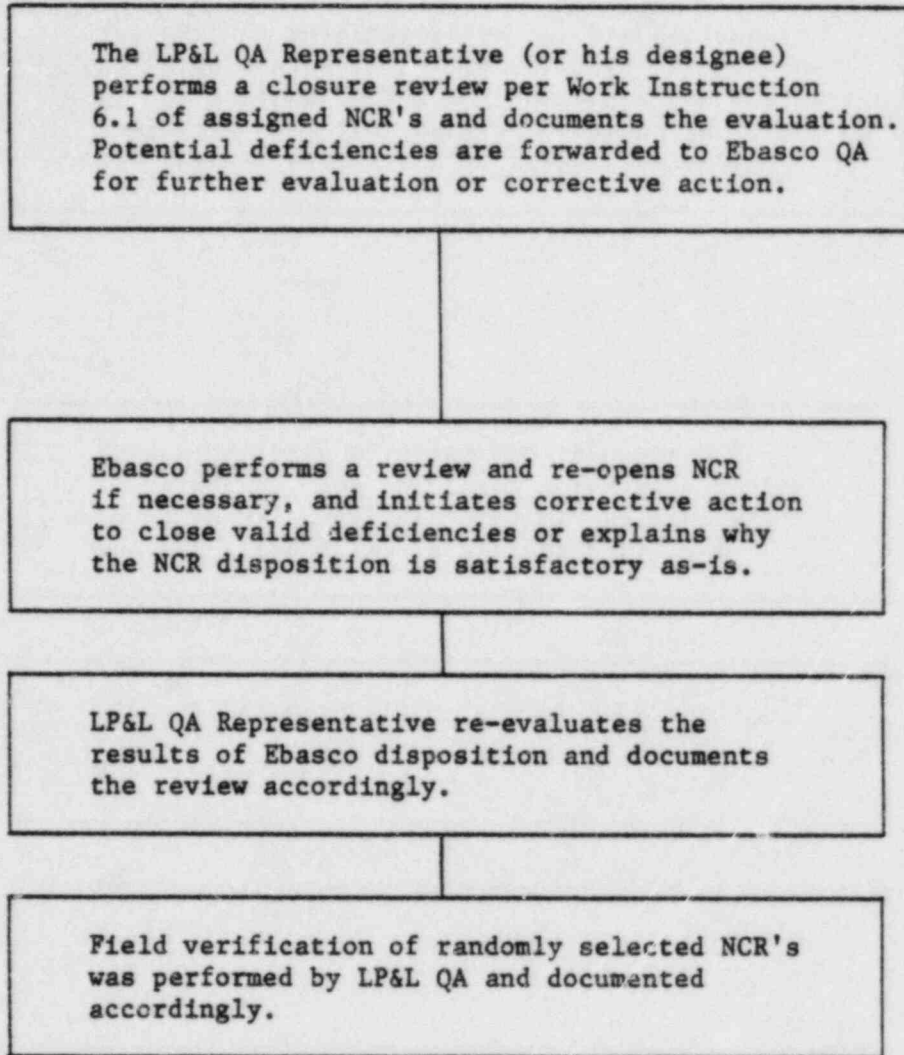 The LP&L QA Representative (or his designee)
performs a closure review per Work Instruction
6.1 of assigned NCR's and documents the evaluation.
Potential deficiencies are forwarded to Ebasco QA
for further evaluation or corrective action.
Ebasco performs a review and re-opens NCR
if necessary, and initiates corrective action
to close valid deficiencies or explains why
the NCR disposition is satisfactory as-is.
LP&L QA Representative re-evaluates the
results of Ebasco disposition and documents
the review accordingly.
Field verification of randomly selected NCR's
was performed by LP&L QA and documented
accordingly.